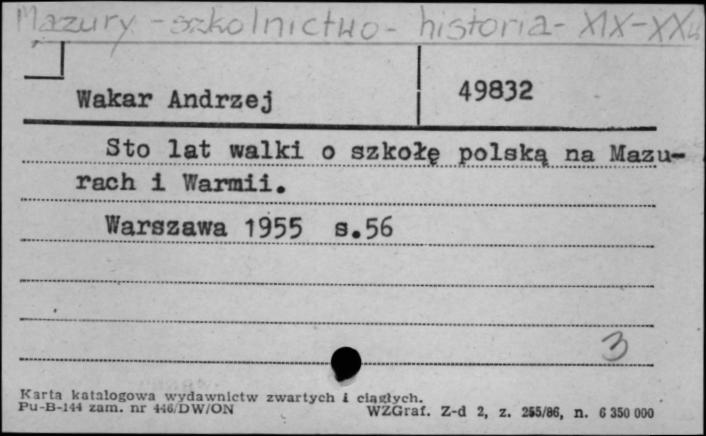 Mazury - szkolnictwo - historia - XIX-XXw
Wakar Andrzej
49832
Sto lat walki o szkołę polską na Mazu-
rach i Warmii.
Warszawa 1955 s.56
3
Karta katalogowa wydawnictw zwartych i ciągłych.
Pu-B-144 zam. nr 446/DW/ON
WZGraf. Z-d 2, z. 255/86, n. 6 350 000